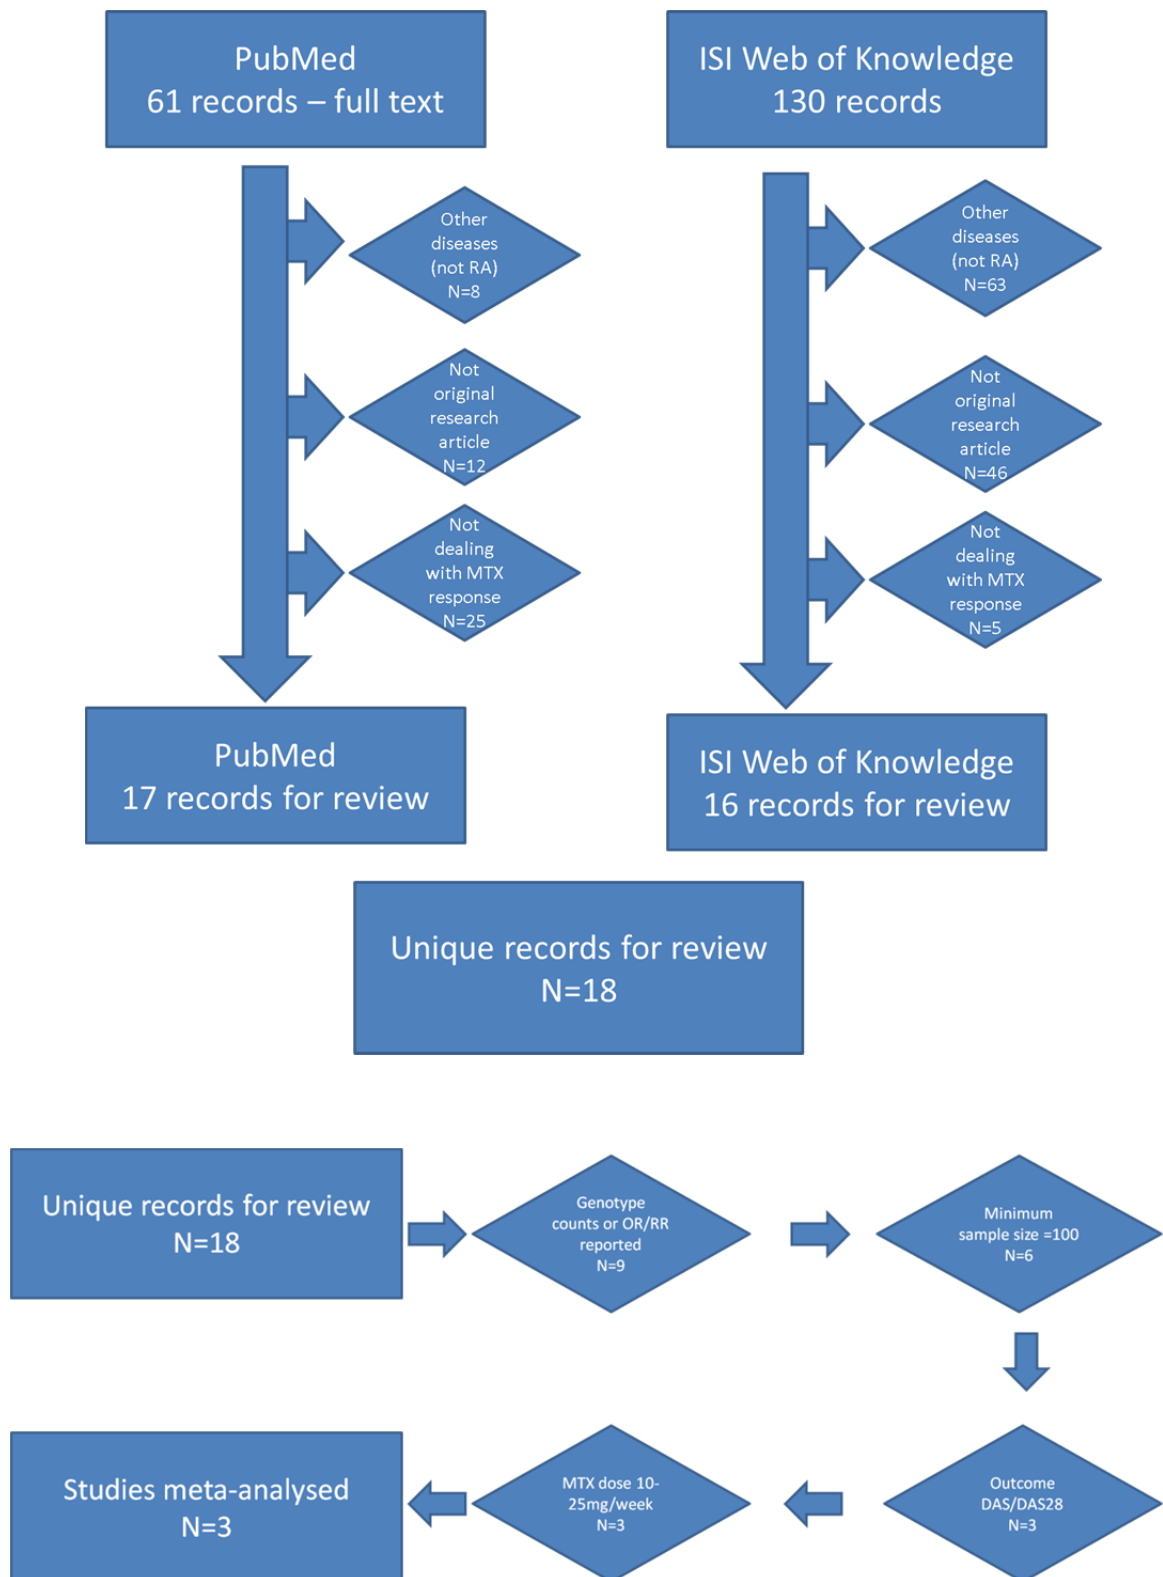 PubMed
61 records – full text
Other
diseases
(not RA)
N=8
Not
original
research
article
N=12
Not
dealing
with MTX
response
N=25
PubMed
17 records for review
ISI Web of Knowledge
130 records
Other
diseases
(not RA)
N=63
Not
original
research
article
N=46
Not
dealing
with MTX
response
N=5
ISI Web of Knowledge
16 records for review
Unique records for review
N=18
Unique records for review
N=18
Genotype
counts or OR/RR
reported
N=9
Minimum
sample size =100
N=6
Outcome
DAS/DAS28
N=3
MTX dose 10-
25mg/week
N=3
Studies meta-analysed
N=3